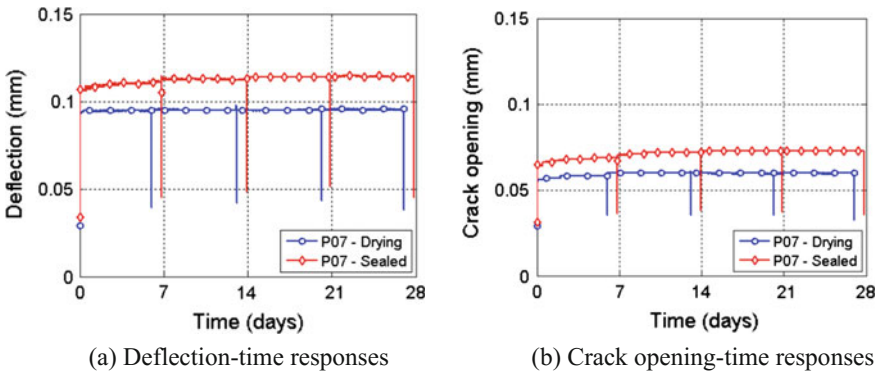 0.15
0.1
0.05
0
Deflection (mm)
P07 - Drying
P07 - Sealed
0 7 14 21 28
Time (days)
(a) Deflection-time responses
0.15
0.1
0.05
0
Crack opening (mm)
P07 - Drying
P07 - Sealed
0 7 14 21 28
Time (days)
(b) Crack opening-time responses